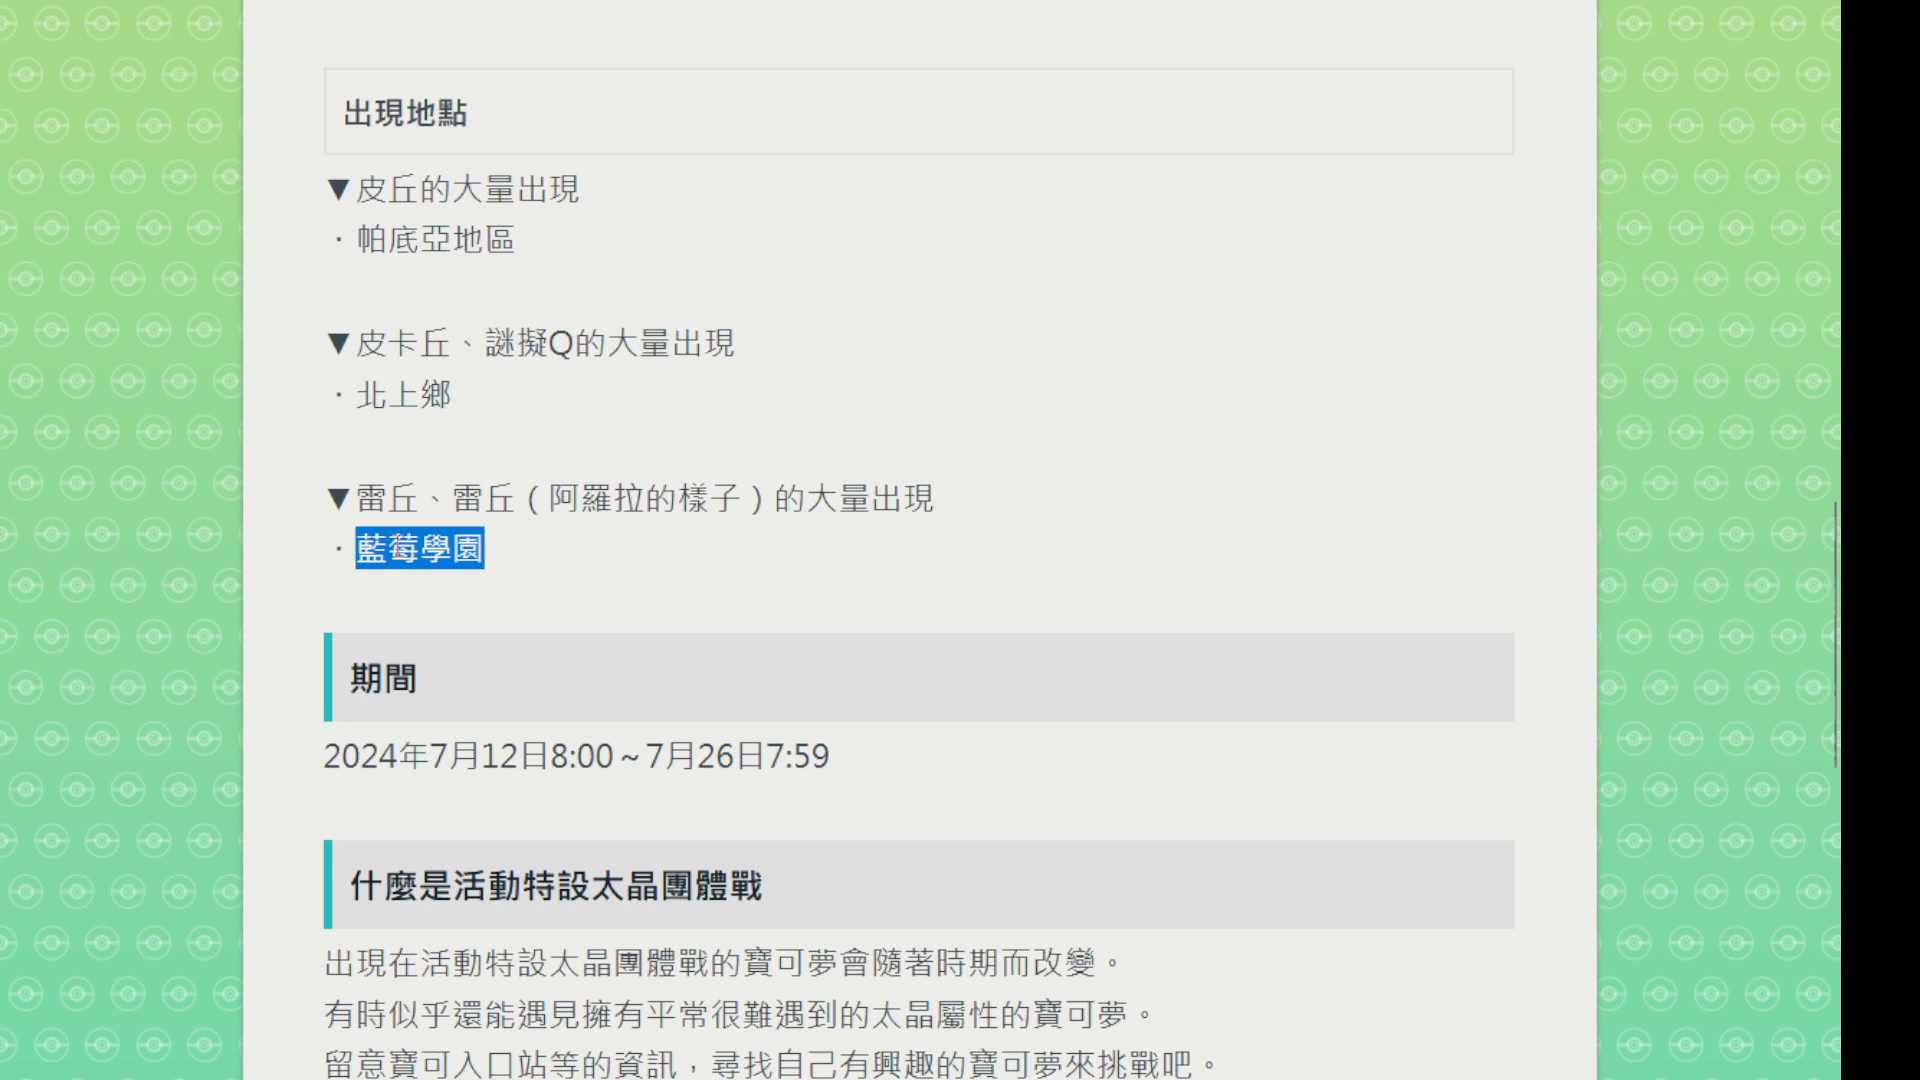 出現地點
▼皮丘的大量出現
・帕底亞地區
▼皮卡丘、謎擬Q的大量出現
・北上鄉
▼雷丘、雷丘（阿羅拉的樣子）的大量出現
・藍莓學園
期間
2024年7月12日8:00～7月26日7:59
什麼是活動特設太晶團體戰
出現在活動特設太晶團體戰的寶可夢會隨著時期而改變。
有時似乎還能遇見擁有平常很難遇到的太晶屬性的寶可夢。
留意寶可入口站等的資訊，尋找自己有興趣的寶可夢來挑戰吧。